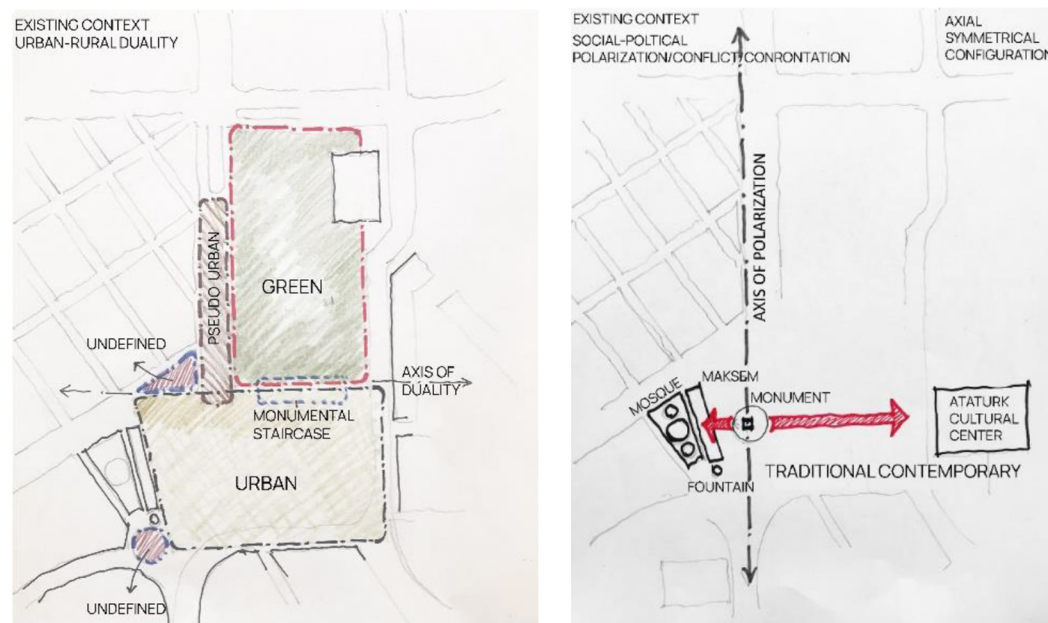 EXISTING CONTEXT
URBAN-RURAL DUALITY
PSEUDO URBAN
GREEN
UNDEFINED
AXIS OF
DUALITY
MONUMENTAL
STAIRCASE
URBAN
UNDEFINED
EXISTING CONTEXT
SOCIAL-POLTICAL
POLARIZATION/CONFLICT/CONRONTATION
AXIAL
SYMMETRICAL
CONFIGURATION
AXIS OF POLARIZATION
MOSQUE
MAKSEM
MONUMENT
ATATURK
CULTURAL
CENTER
TRADITIONAL CONTEMPORARY
FOUNTAIN